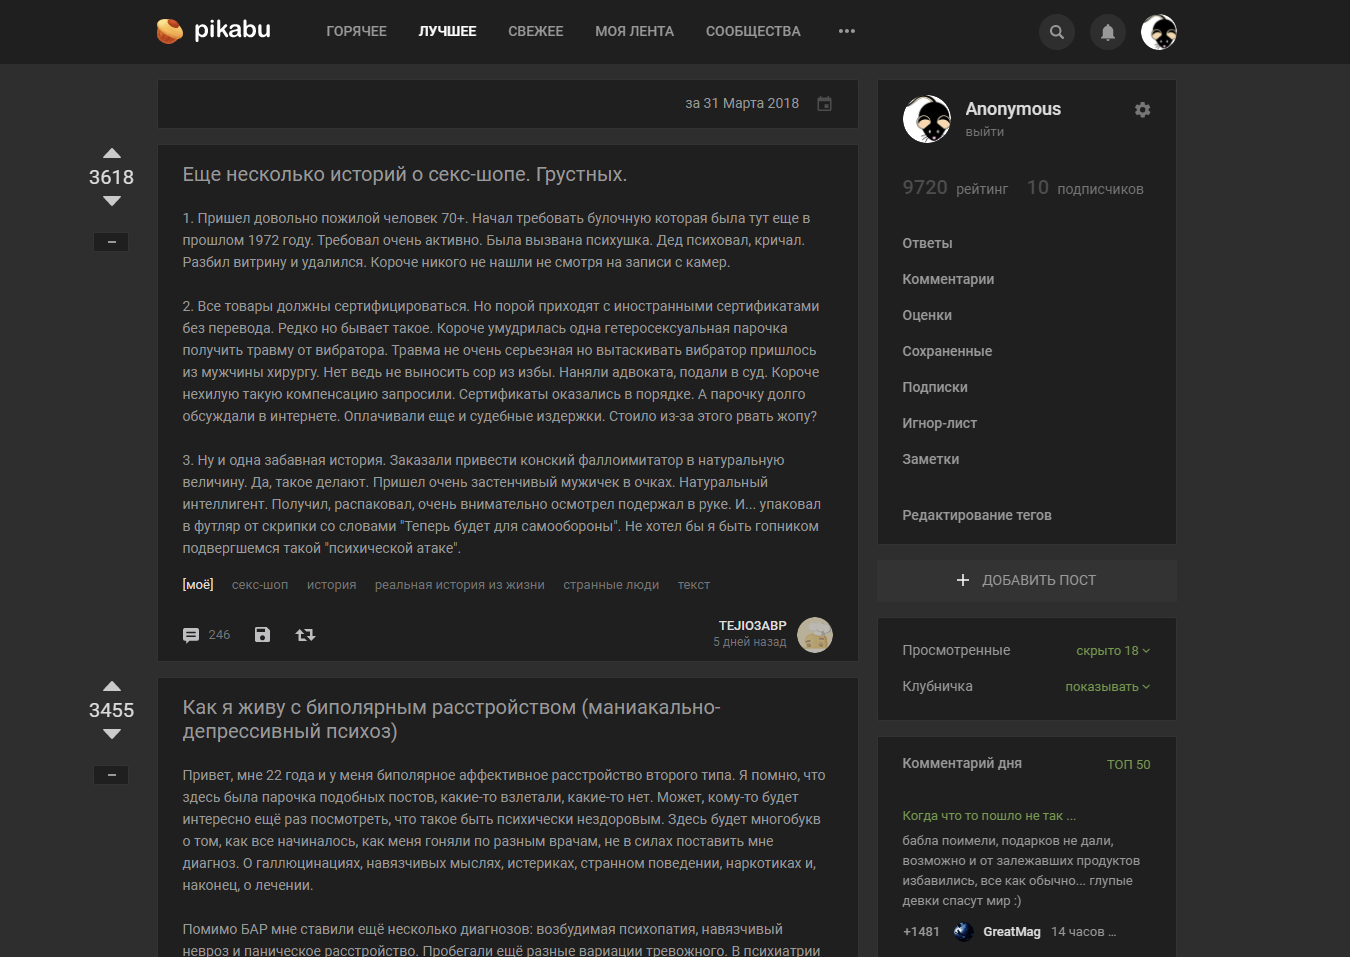 pikabu
ГОРЯЧЕЕ
ЛУЧШЕЕ
СВЕЖЕЕ
МОЯ ЛЕНТА
СООБЩЕСТВА
за 31 Марта 2018
3618
Еще несколько историй о секс-шопе. Грустных.
1. Пришел довольно пожилой человек 70+. Начал требовать булочную которая была тут еще в
прошлом 1972 году. Требовал очень активно. Была вызвана психушка. Дед психовал, кричал.
Разбил витрину и удалился. Короче никого не нашли не смотря на записи с камер.
2. Все товары должны сертифицироваться. Но порой приходят с иностранными сертификатами
без перевода. Редко но бывает такое. Короче умудрилась одна гетеросексуальная парочка
получить травму от вибратора. Травма не очень серьезная но вытаскивать вибратор пришлось
из мужчины хирургу. Нет ведь не выносить сор из избы. Наняли адвоката, подали в суд. Короче
нехилую такую компенсацию запросили. Сертификаты оказались в порядке. А парочку долго
обсуждали в интернете. Оплачивали еще и судебные издержки. Стоило из-за этого рвать жопу?
3. Ну и одна забавная история. Заказали привести конский фаллоимитатор в натуральную
величину. Да, такое делают. Пришел очень застенчивый мужичек в очках. Натуральный
интеллигент. Получил, распаковал, очень внимательно осмотрел подержал в руке. И... упаковал
в футляр от скрипки со словами "Теперь будет для самообороны". Не хотел бы я быть гопником
подвергшемся такой "психической атаке".
[моё] секс-шоп история реальная история из жизни странные люди текст
246
ТЕJIОЗАВР
5 дней назад
3455
Как я живу с биполярным расстройством (маниакально-
депрессивный психоз)
Привет, мне 22 года и у меня биполярное аффективное расстройство второго типа. Я помню, что
здесь была парочка подобных постов, какие-то взлетали, какие-то нет. Может, кому-то будет
интересно ещё раз посмотреть, что такое быть психически нездоровым. Здесь будет многобукв
о том, как все начиналось, как меня гоняли по разным врачам, не в силах поставить мне
диагноз. О галлюцинациях, навязчивых мыслях, истериках, странном поведении, наркотиках и,
наконец, о лечении.
Помимо БАР мне ставили ещё несколько диагнозов: возбудимая психопатия, навязчивый
невроз и паническое расстройство. Пробегали ещё разные вариации тревожного. В психиатрии
Anonymous
выйти
9720 рейтинг 10 подписчиков
Ответы
Комментарии
Оценки
Сохраненные
Подписки
Игнор-лист
Заметки
Редактирование тегов
ДОБАВИТЬ ПОСТ
Просмотренные скрыто 18
Клубничка показывать
Комментарий дня ТОП 50
Когда что то пошло не так ...
бабла поимели, подарков не дали,
возможно и от залежавших продуктов
избавились, все как обычно... глупые
девки спасут мир :)
+1481 GreatMag 14 часов ...